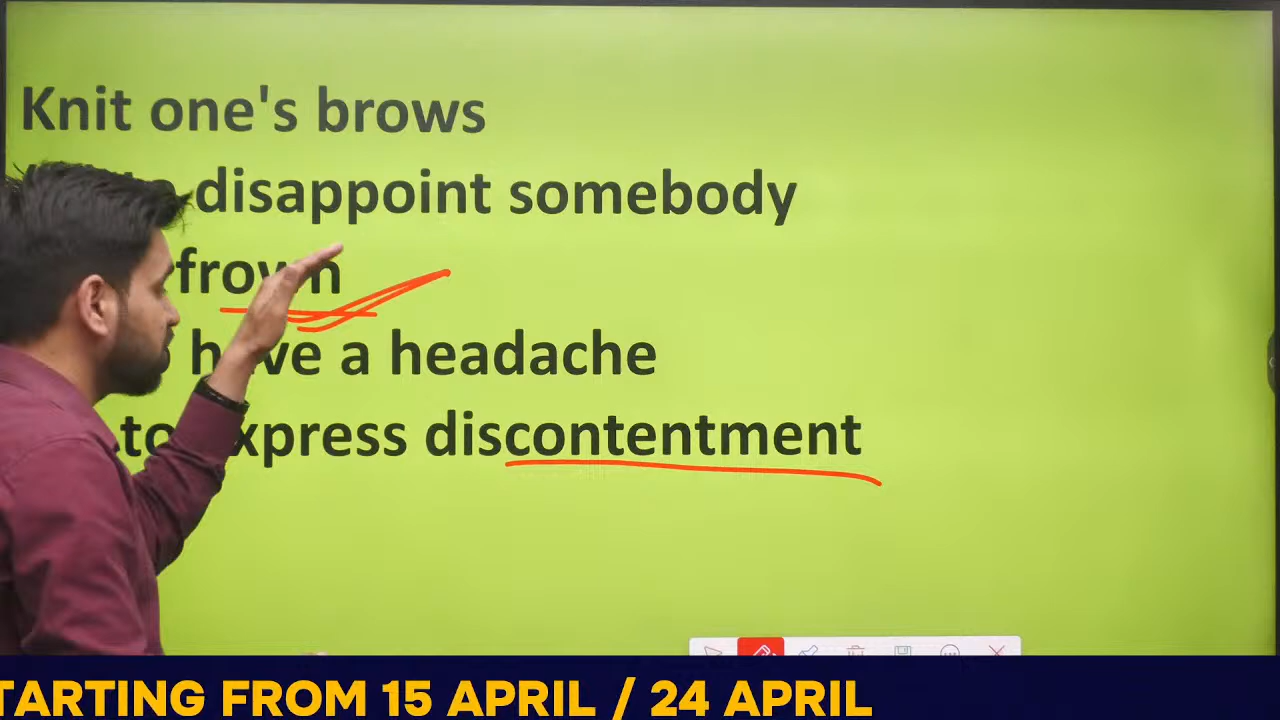 Knit one's brows
disappoint somebody
frown
have a headache
to express discontentment
TARTING FROM 15 APRIL / 24 APRIL